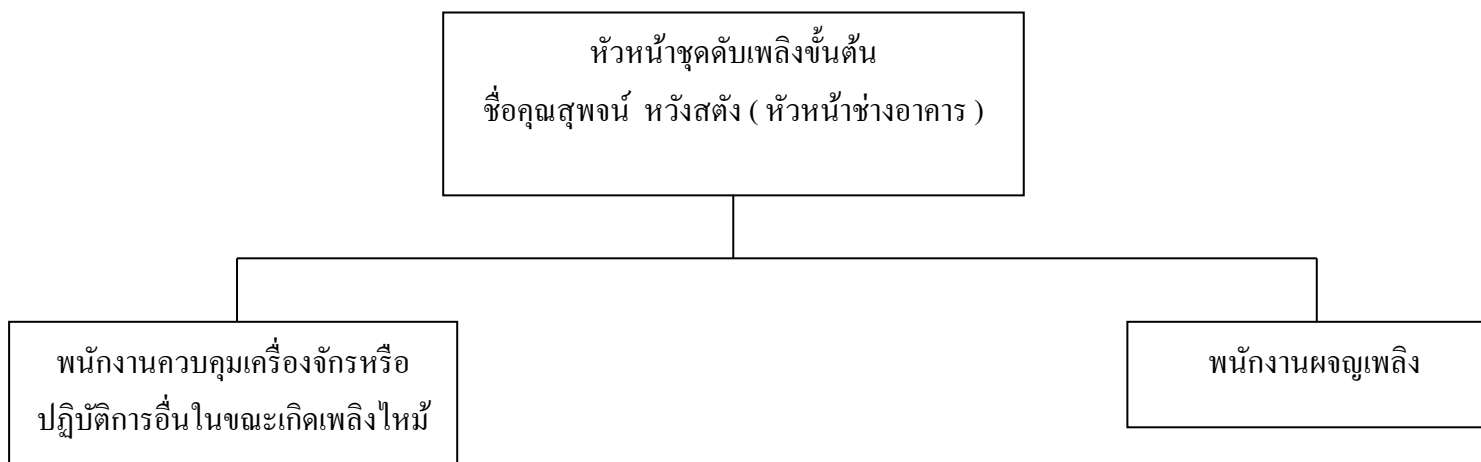 หัวหน้าชุดดับเพลิงขั้นต้น
ชื่อคุณสุพจน์ หวังสตัง ( หัวหน้าช่างอาคาร )
พนักงานควบคุมเครื่องจักรหรือ
ปฏิบัติการอื่นในขณะเกิดเพลิงไหม้
พนักงานผจญเพลิง